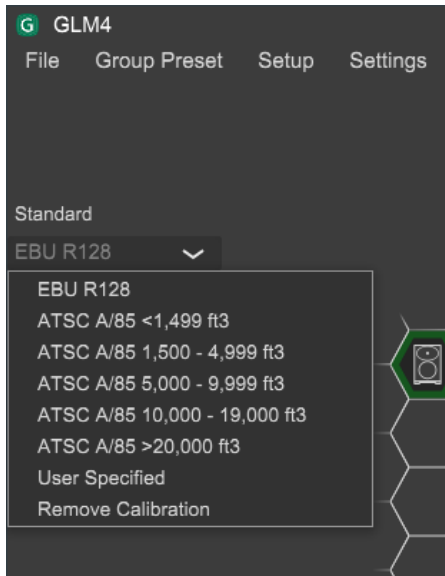 G GLM4
File Group Preset Setup Settings
Standard
EBU R128
EBU R128
ATSC A/85 <1,499 ft3
ATSC A/85 1,500 - 4,999 ft3
ATSC A/85 5,000 - 9,999 ft3
ATSC A/85 10,000 - 19,000 ft3
ATSC A/85 >20,000 ft3
User Specified
Remove Calibration